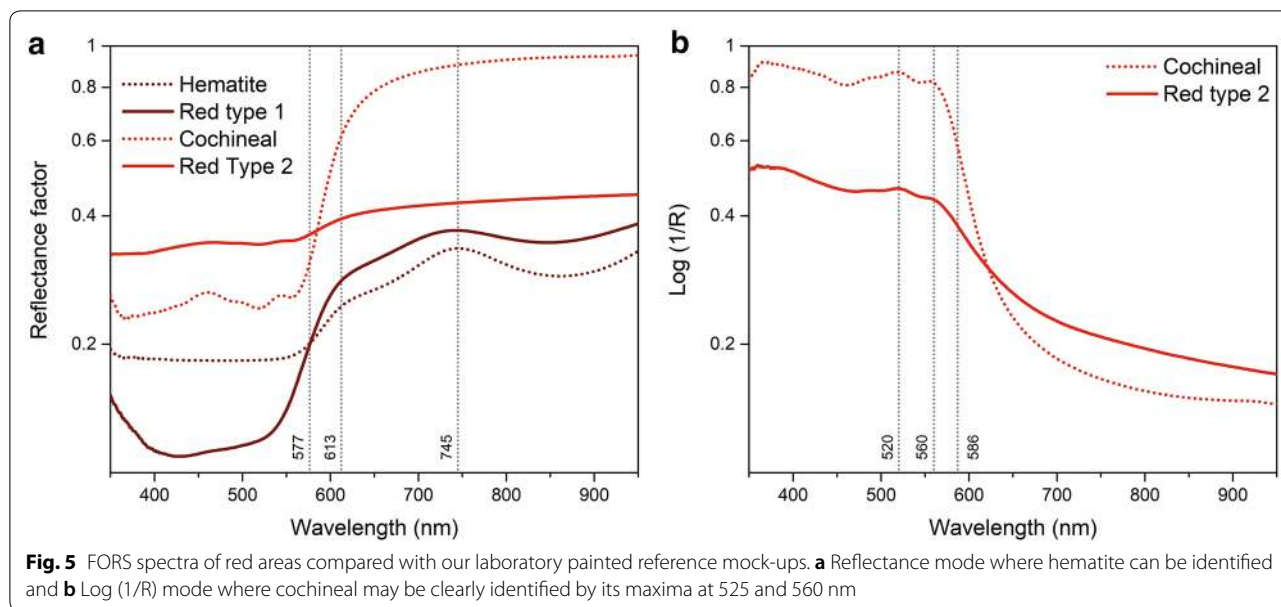 a
1
0.8
0.6
0.4
0.2
Reflectance factor
Hematite
Red type 1
Cochineal
Red Type 2
577
613
745
400 500 600 700 800 900
Wavelength (nm)
b
1
0.8
0.6
0.4
0.2
Log (1/R)
Cochineal
Red type 2
520
560
586
400 500 600 700 800 900
Wavelength (nm)
Fig. 5 FORS spectra of red areas compared with our laboratory painted reference mock-ups. a Reflectance mode where hematite can be identified
and b Log (1/R) mode where cochineal may be clearly identified by its maxima at 525 and 560 nm